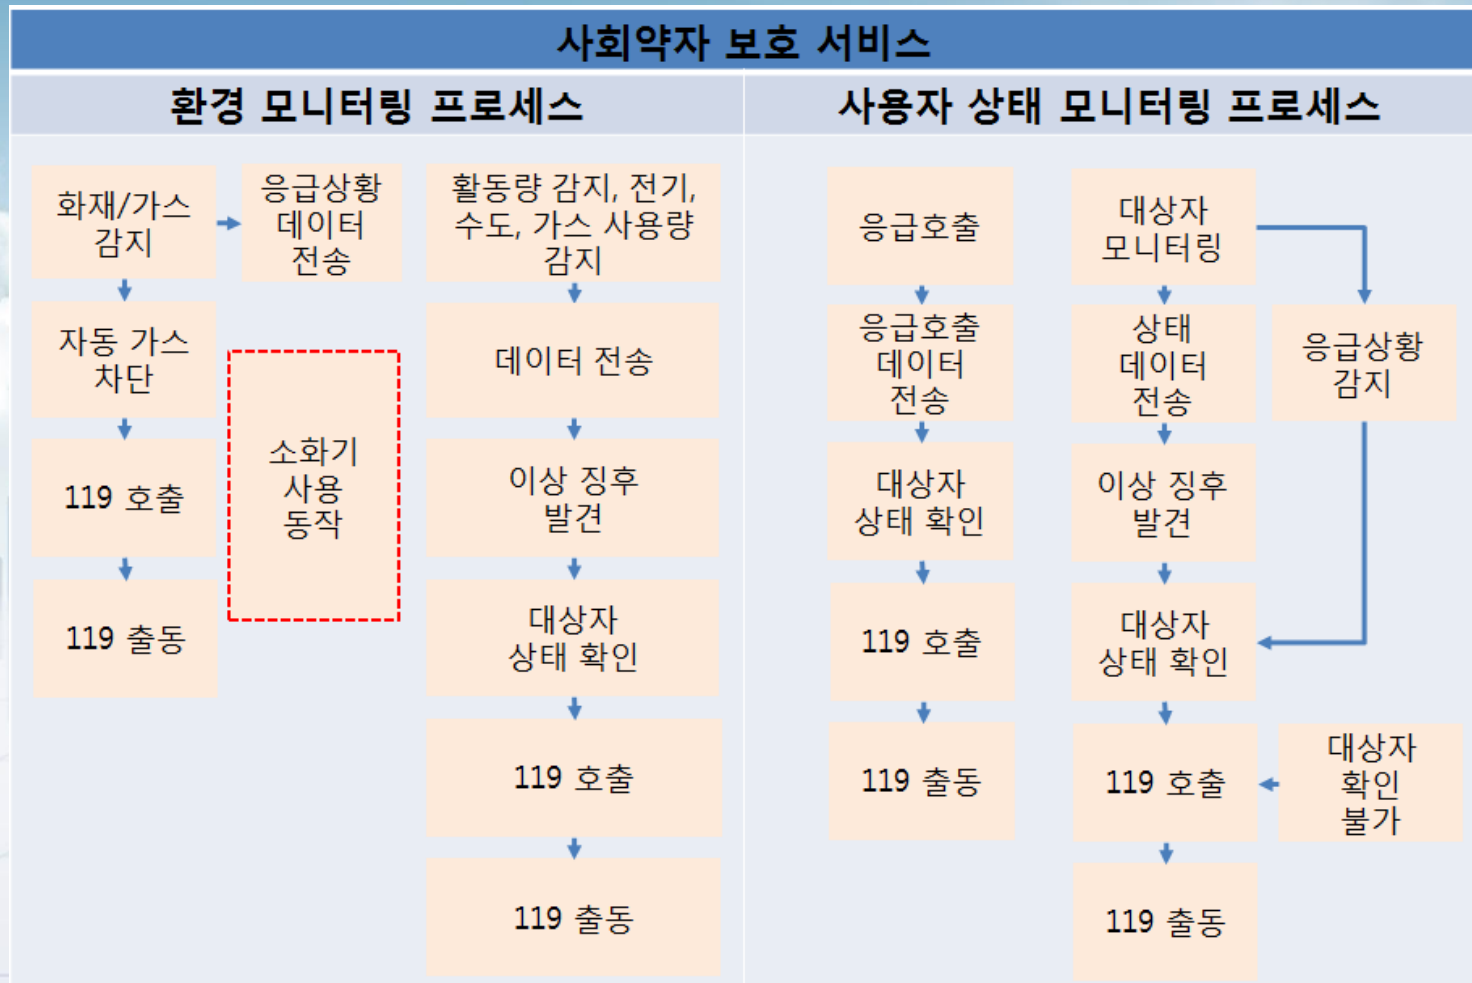 사회약자 보호 서비스
환경 모니터링 프로세스
화재/가스
감지
응급상황
데이터
전송
활동량 감지, 전기,
수도, 가스 사용량
감지
자동 가스
차단
소화기
사용
동작
데이터 전송
119 호출
이상 징후
발견
119 출동
대상자
상태 확인
119 호출
119 출동
사용자 상태 모니터링 프로세스
응급호출
대상자
모니터링
응급호출
데이터
전송
상태
데이터
전송
응급상황
감지
대상자
상태 확인
이상 징후
발견
119 호출
대상자
상태 확인
119 출동
119 호출
대상자
확인
불가
119 출동